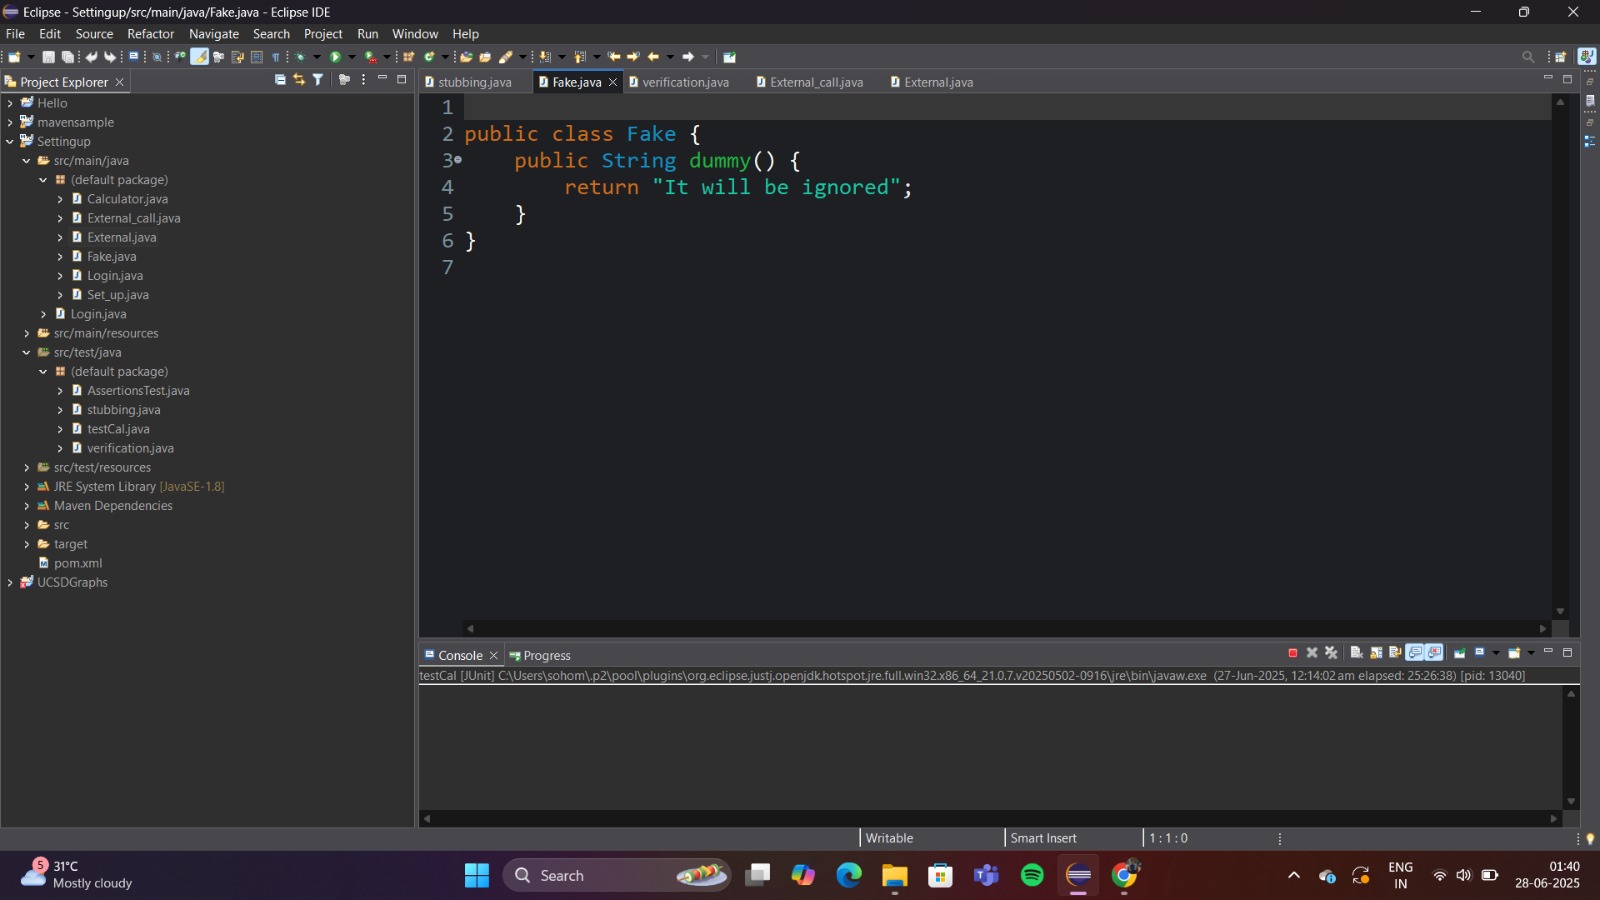 Eclipse - Settingup/src/main/java/Fake.java - Eclipse IDE
File Edit Source Refactor Navigate Search Project Run Window Help
Project Explorer
Hello
mavensample
Settingup
src/main/java
(default package)
Calculator.java
External_call.java
External.java
Fake.java
Login.java
Set_up.java
Login.java
src/main/resources
src/test/java
(default package)
AssertionsTest.java
stubbing.java
testCal.java
verification.java
src/test/resources
JRE System Library [JavaSE-1.8]
Maven Dependencies
src
target
pom.xml
UCSDGraphs
stubbing.java Fake.java verification.java External_call.java External.java
1
2 public class Fake {
3 public String dummy() {
4 return "It will be ignored";
5 }
6 }
7
Console Progress
testCal [JUnit] C:\Users\sohom\.p2\pool\plugins\org.eclipse.justj.openjdk.hotspot.jre.full.win32.x86_64_21.0.7.v20250502-0916\jre\bin\javaw.exe (27-Jun-2025, 12:14:02 am elapsed: 25:26:38) [pid: 13040]
Writable Smart Insert 1 : 1 : 0
5
31°C
Mostly cloudy
Search
ENG
IN
01:40
28-06-2025